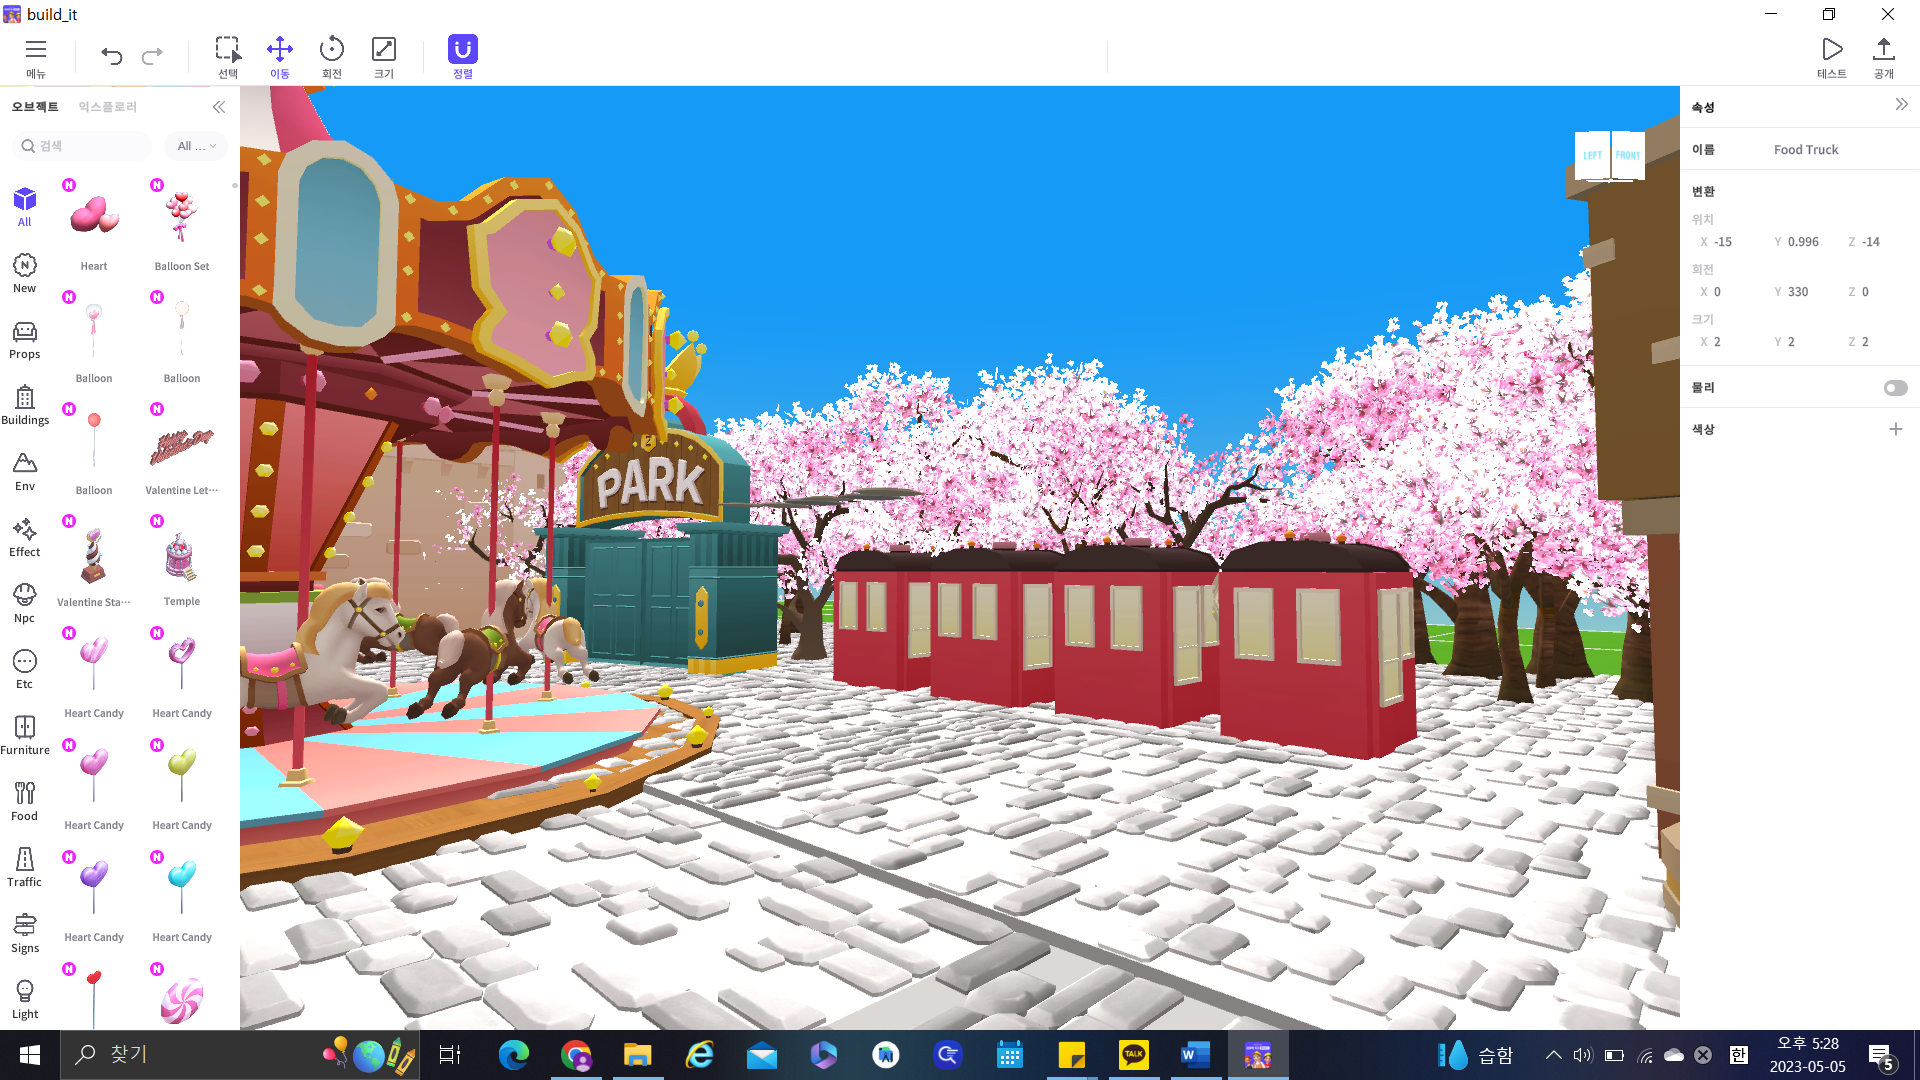 build_it
메뉴
선택
이동
회전
크기
정렬
테스트
공개
오브젝트 익스플로러
검색 All ...
All
New
Props
Buildings
Env
Effect
Npc
Etc
Furniture
Food
Traffic
Signs
Light
N N
Heart Balloon Set
N N
Balloon Balloon
N N
Balloon Valentine Let···
N N
Valentine Sta··· Temple
N N
Heart Candy Heart Candy
N N
Heart Candy Heart Candy
N N
Heart Candy Heart Candy
N N
PARK
LEFT FRONT
속성
이름 Food Truck
변환
위치
X -15 Y 0.996 Z -14
회전
X 0 Y 330 Z 0
크기
X 2 Y 2 Z 2
물리
색상
찾기
TALK
W
습함
한
오후 5:28
2023-05-05
5